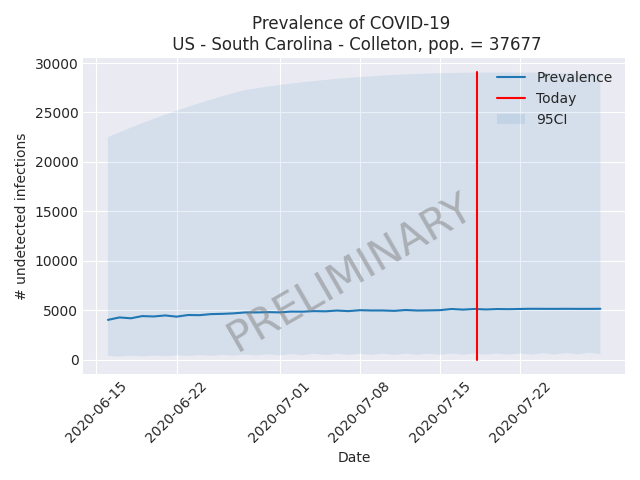 Prevalence of COVID-19
US - South Carolina - Colleton, pop. = 37677
30000
25000
20000
15000
10000
5000
0
# undetected infections
Prevalence
Today
95CI
PRELIMINARY
2020-06-15
2020-06-22
2020-07-01
2020-07-08
2020-07-15
2020-07-22
Date